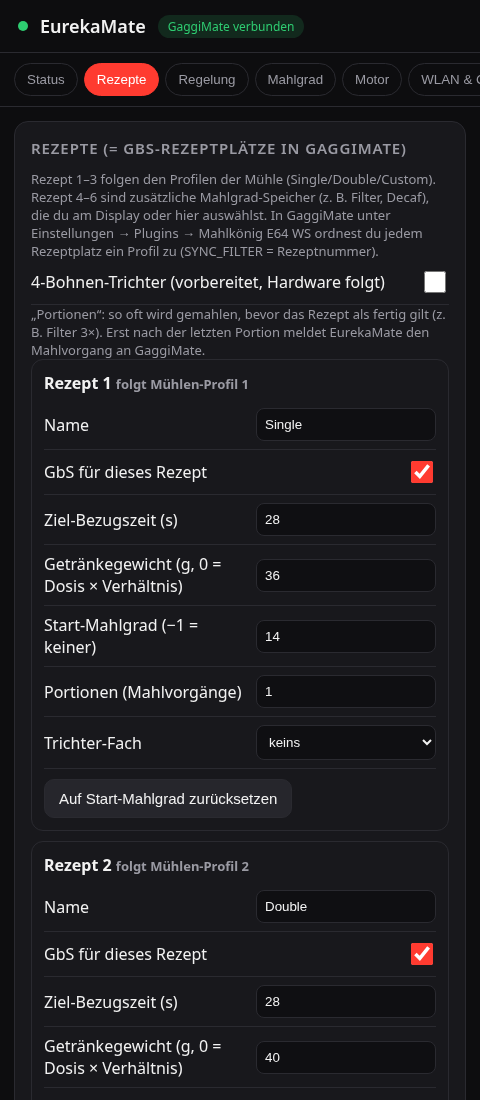 EurekaMate GaggiMate verbunden
Status Rezepte Regelung Mahlgrad Motor WLAN &
REZEPTE (= GBS-REZEPTPLÄTZE IN GAGGIMATE)
Rezept 1–3 folgen den Profilen der Mühle (Single/Double/Custom).
Rezept 4–6 sind zusätzliche Mahlgrad-Speicher (z. B. Filter, Decaf),
die du am Display oder hier auswählst. In GaggiMate unter
Einstellungen → Plugins → Mahlkönig E64 WS ordnest du jedem
Rezeptplatz ein Profil zu (SYNC_FILTER = Rezeptnummer).
4-Bohnen-Trichter (vorbereitet, Hardware folgt)
„Portionen“: so oft wird gemahlen, bevor das Rezept als fertig gilt (z.
B. Filter 3×). Erst nach der letzten Portion meldet EurekaMate den
Mahlvorgang an GaggiMate.
Rezept 1 folgt Mühlen-Profil 1
Name Single
GbS für dieses Rezept
Ziel-Bezugszeit (s) 28
Getränkegewicht (g, 0 =
Dosis × Verhältnis) 36
Start-Mahlgrad (−1 =
keiner) 14
Portionen (Mahlvorgänge) 1
Trichter-Fach keins
Auf Start-Mahlgrad zurücksetzen
Rezept 2 folgt Mühlen-Profil 2
Name Double
GbS für dieses Rezept
Ziel-Bezugszeit (s) 28
Getränkegewicht (g, 0 =
Dosis × Verhältnis) 40